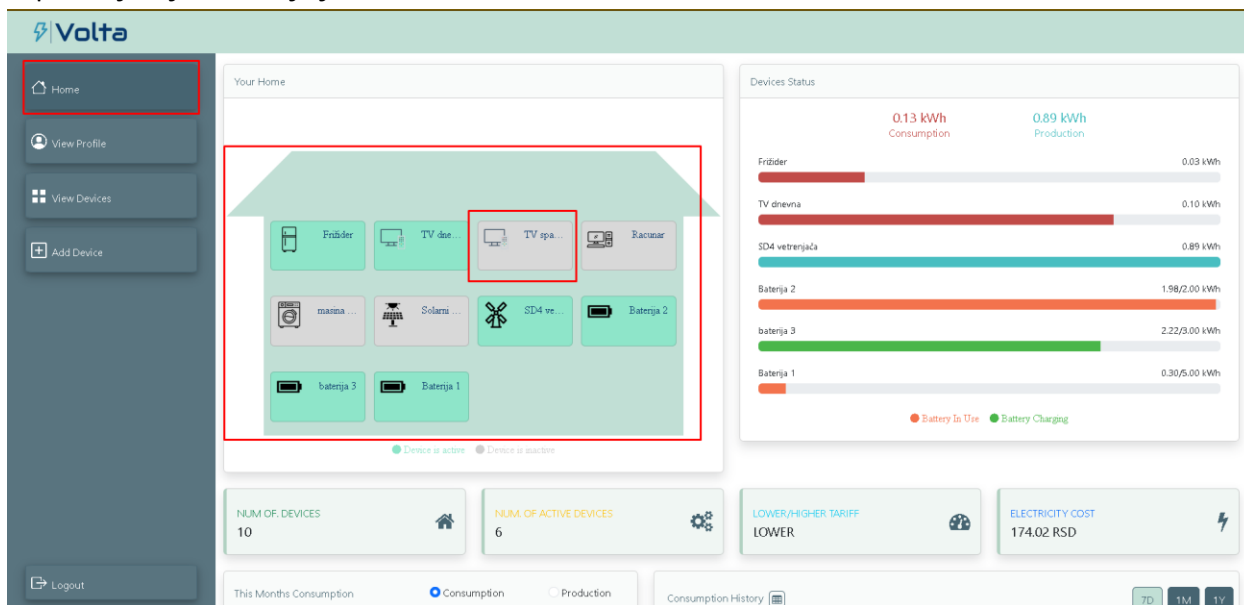 Volta
Home
View Profile
View Devices
Add Device
Logout
Your Home
Frižider
TV dne...
TV spa...
Racunar
masina ...
Solarni ...
SD4 ve...
Baterija 2
baterija 3
Baterija 1
Device is active
Device is inactive
Devices Status
0.13 kWh
Consumption
0.89 kWh
Production
Frižider 0.03 kWh
TV dnevna 0.10 kWh
SD4 vetrenjača 0.89 kWh
Baterija 2 1.98/2.00 kWh
baterija 3 2.22/3.00 kWh
Baterija 1 0.30/5.00 kWh
Battery In Use
Battery Charging
NUM OF. DEVICES
10
NUM. OF ACTIVE DEVICES
6
LOWER/HIGHER TARIFF
LOWER
ELECTRICITY COST
174.02 RSD
This Months Consumption
Consumption
Production
Consumption History
7D
1M
1Y